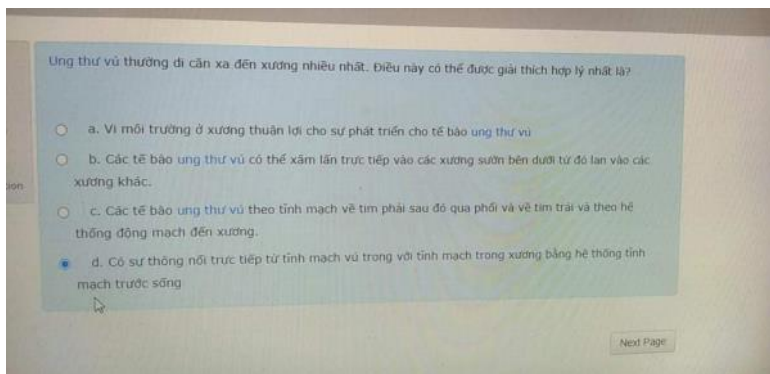 Ung thư vú thường di căn xa đến xương nhiều nhất. Điều này có thể được giải thích hợp lý nhất là?
a. Vì môi trường ở xương thuận lợi cho sự phát triển cho tế bào ung thư vú
b. Các tế bào ung thư vú có thể xâm lấn trực tiếp vào các xương sườn bên dưới từ đó lan vào các
xương khác.
c. Các tế bào ung thư vú theo tĩnh mạch về tim phải sau đó qua phổi và về tim trái và theo hệ
thống động mạch đến xương.
d. Có sự thông nối trực tiếp từ tĩnh mạch vú trong với tĩnh mạch trong xương bằng hệ thống tĩnh
mạch trước sống
Next Page